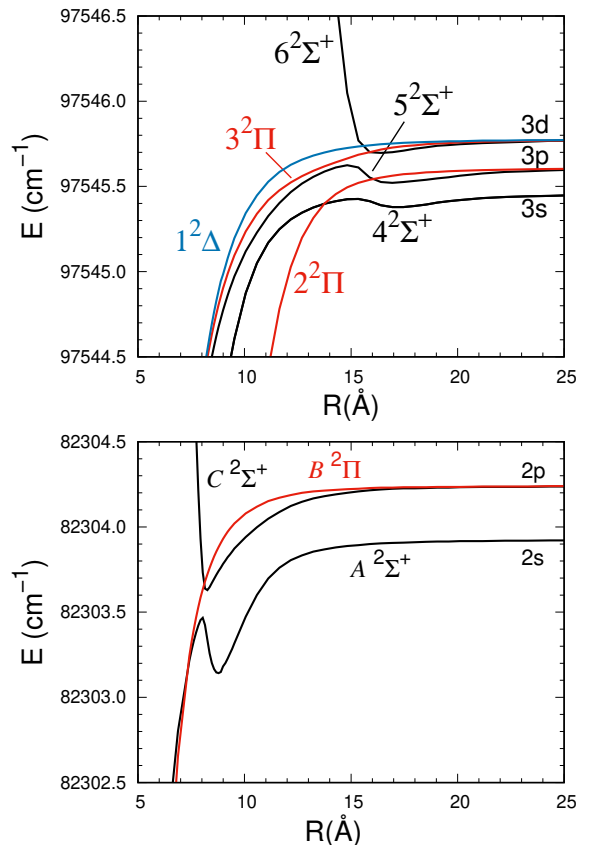 97546.5
6²Σ⁺
97546.0
5²Σ⁺
3d
3²Π
3p
97545.5
3s
E (cm⁻¹)
4²Σ⁺
1²Δ
97545.0
2²Π
97544.5
5 10 15 20 25
R(Å)
82304.5
C ²Σ⁺ B ²Π
2p
82304.0
2s
A ²Σ⁺
E (cm⁻¹)
82303.5
82303.0
82302.5
5 10 15 20 25
R(Å)